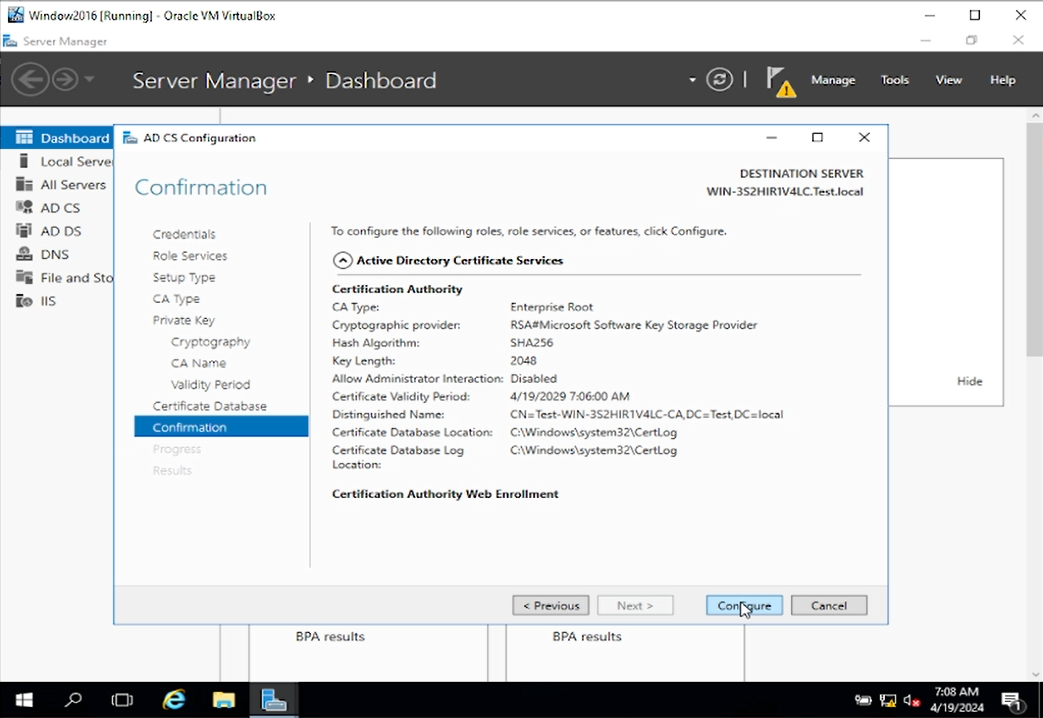 Window2016 [Running] - Oracle VM VirtualBox
Server Manager
Server Manager ‣ Dashboard
Manage Tools View Help
Dashboard
Local Serve
All Servers
AD CS
AD DS
DNS
File and Sto
IIS
AD CS Configuration
Confirmation
DESTINATION SERVER
WIN-3S2HIR1V4LC.Test.local
Credentials
Role Services
Setup Type
CA Type
Private Key
Cryptography
CA Name
Validity Period
Certificate Database
Confirmation
Progress
Results
To configure the following roles, role services, or features, click Configure.
Active Directory Certificate Services
Certification Authority
CA Type: Enterprise Root
Cryptographic provider: RSA#Microsoft Software Key Storage Provider
Hash Algorithm: SHA256
Key Length: 2048
Allow Administrator Interaction: Disabled
Certificate Validity Period: 4/19/2029 7:06:00 AM
Distinguished Name: CN=Test-WIN-3S2HIR1V4LC-CA,DC=Test,DC=local
Certificate Database Location: C:\Windows\system32\CertLog
Certificate Database Log C:\Windows\system32\CertLog
Location:
Certification Authority Web Enrollment
Hide
< Previous Next > Configure Cancel
BPA results BPA results
7:08 AM
4/19/2024
1